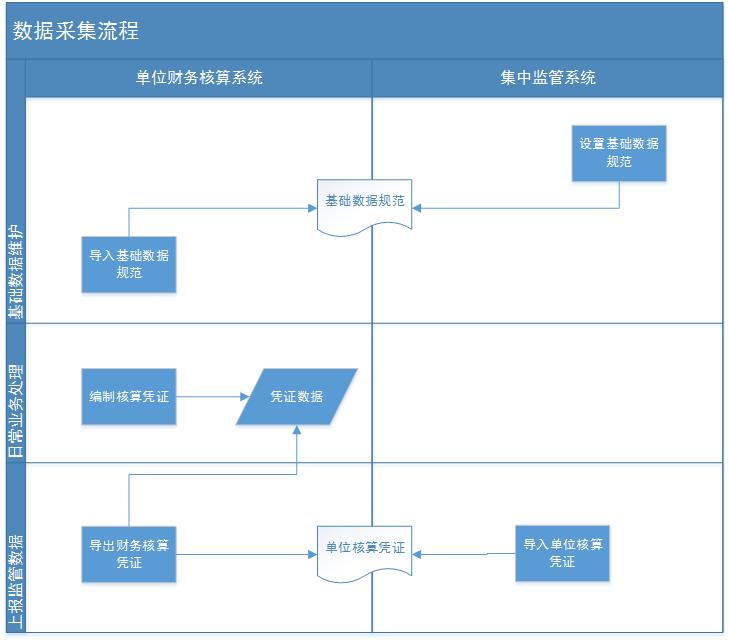 数据采集流程
单位财务核算系统
集中监管系统
基础数据维护
设置基础数据
规范
基础数据规范
导入基础数据
规范
日常业务处理
编制核算凭证
凭证数据
上报监管数据
导出财务核算
凭证
单位核算凭证
导入单位核算
凭证